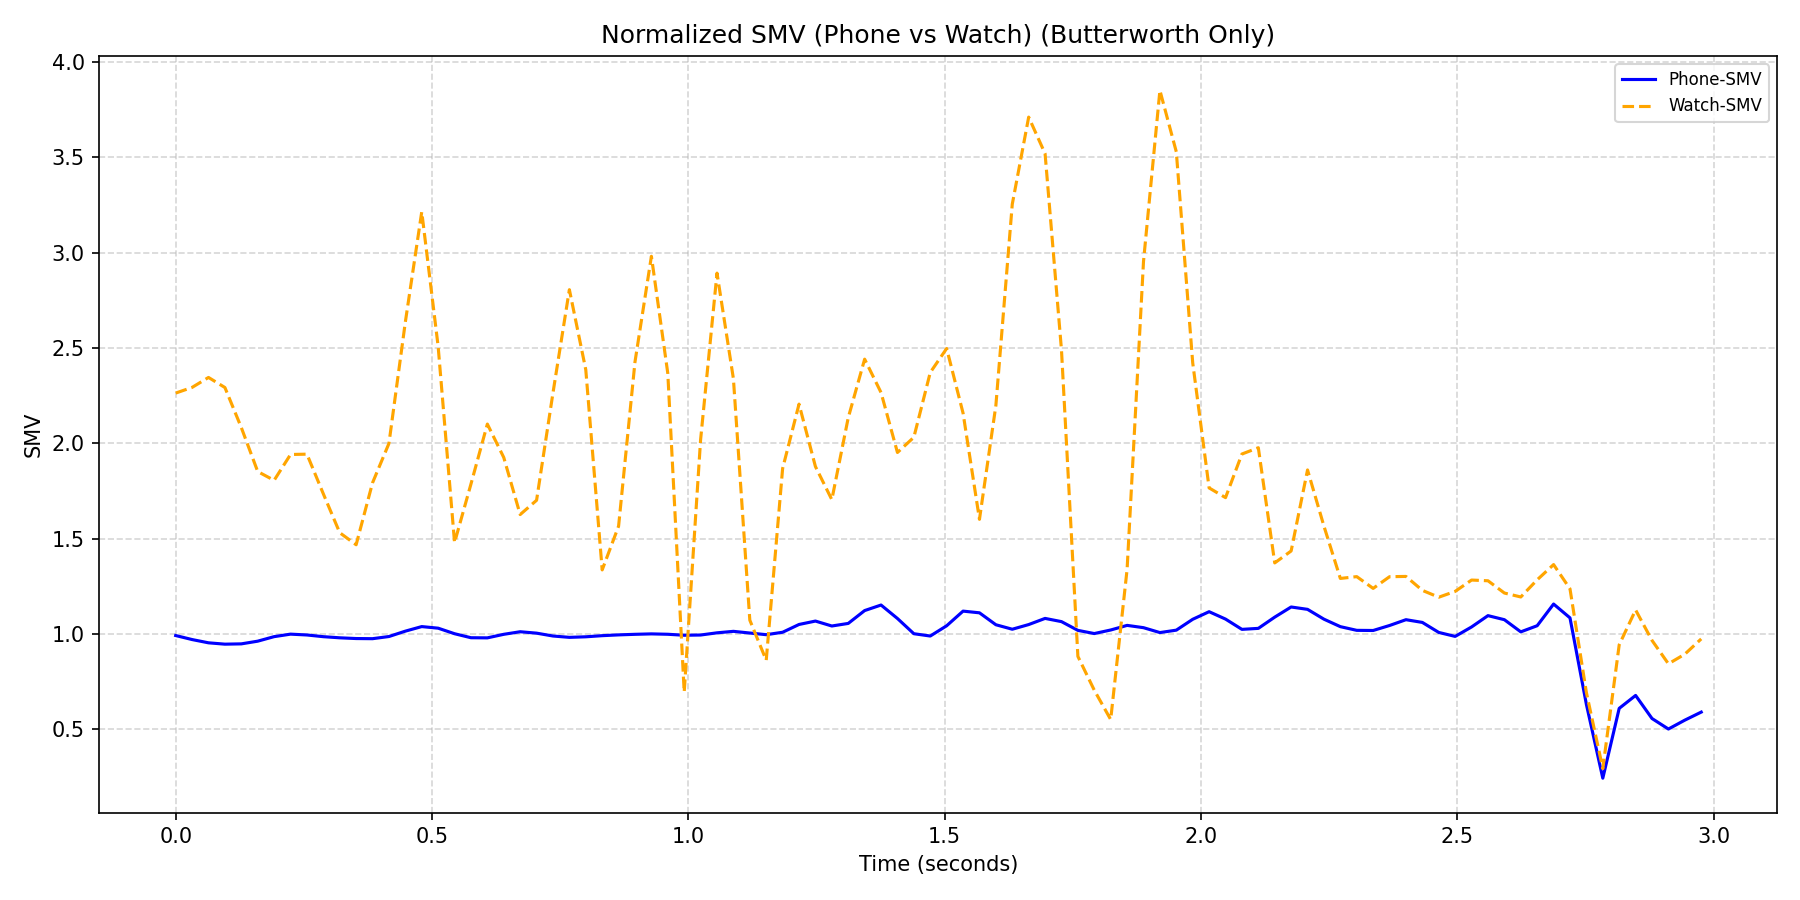 Normalized SMV (Phone vs Watch) (Butterworth Only)
Phone-SMV
Watch-SMV
SMV
4.0
3.5
3.0
2.5
2.0
1.5
1.0
0.5
0.0 0.5 1.0 1.5 2.0 2.5 3.0
Time (seconds)